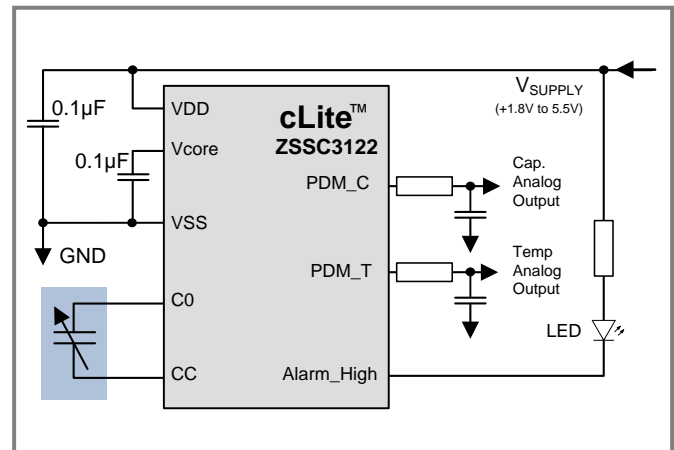 V_SUPPLY
(+1.8V to 5.5V)
0.1µF
VDD
cLite™
ZSSC3122
0.1µF
Vcore
PDM_C
Cap.
Analog
Output
VSS
GND
PDM_T
Temp
Analog
Output
C0
LED
CC
Alarm_High